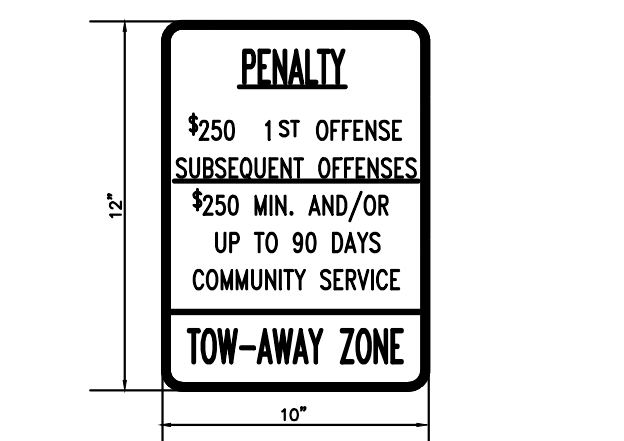 PENALTY
$250 1ST OFFENSE
SUBSEQUENT OFFENSES
$250 MIN. AND/OR
UP TO 90 DAYS
COMMUNITY SERVICE
TOW-AWAY ZONE
12"
10"